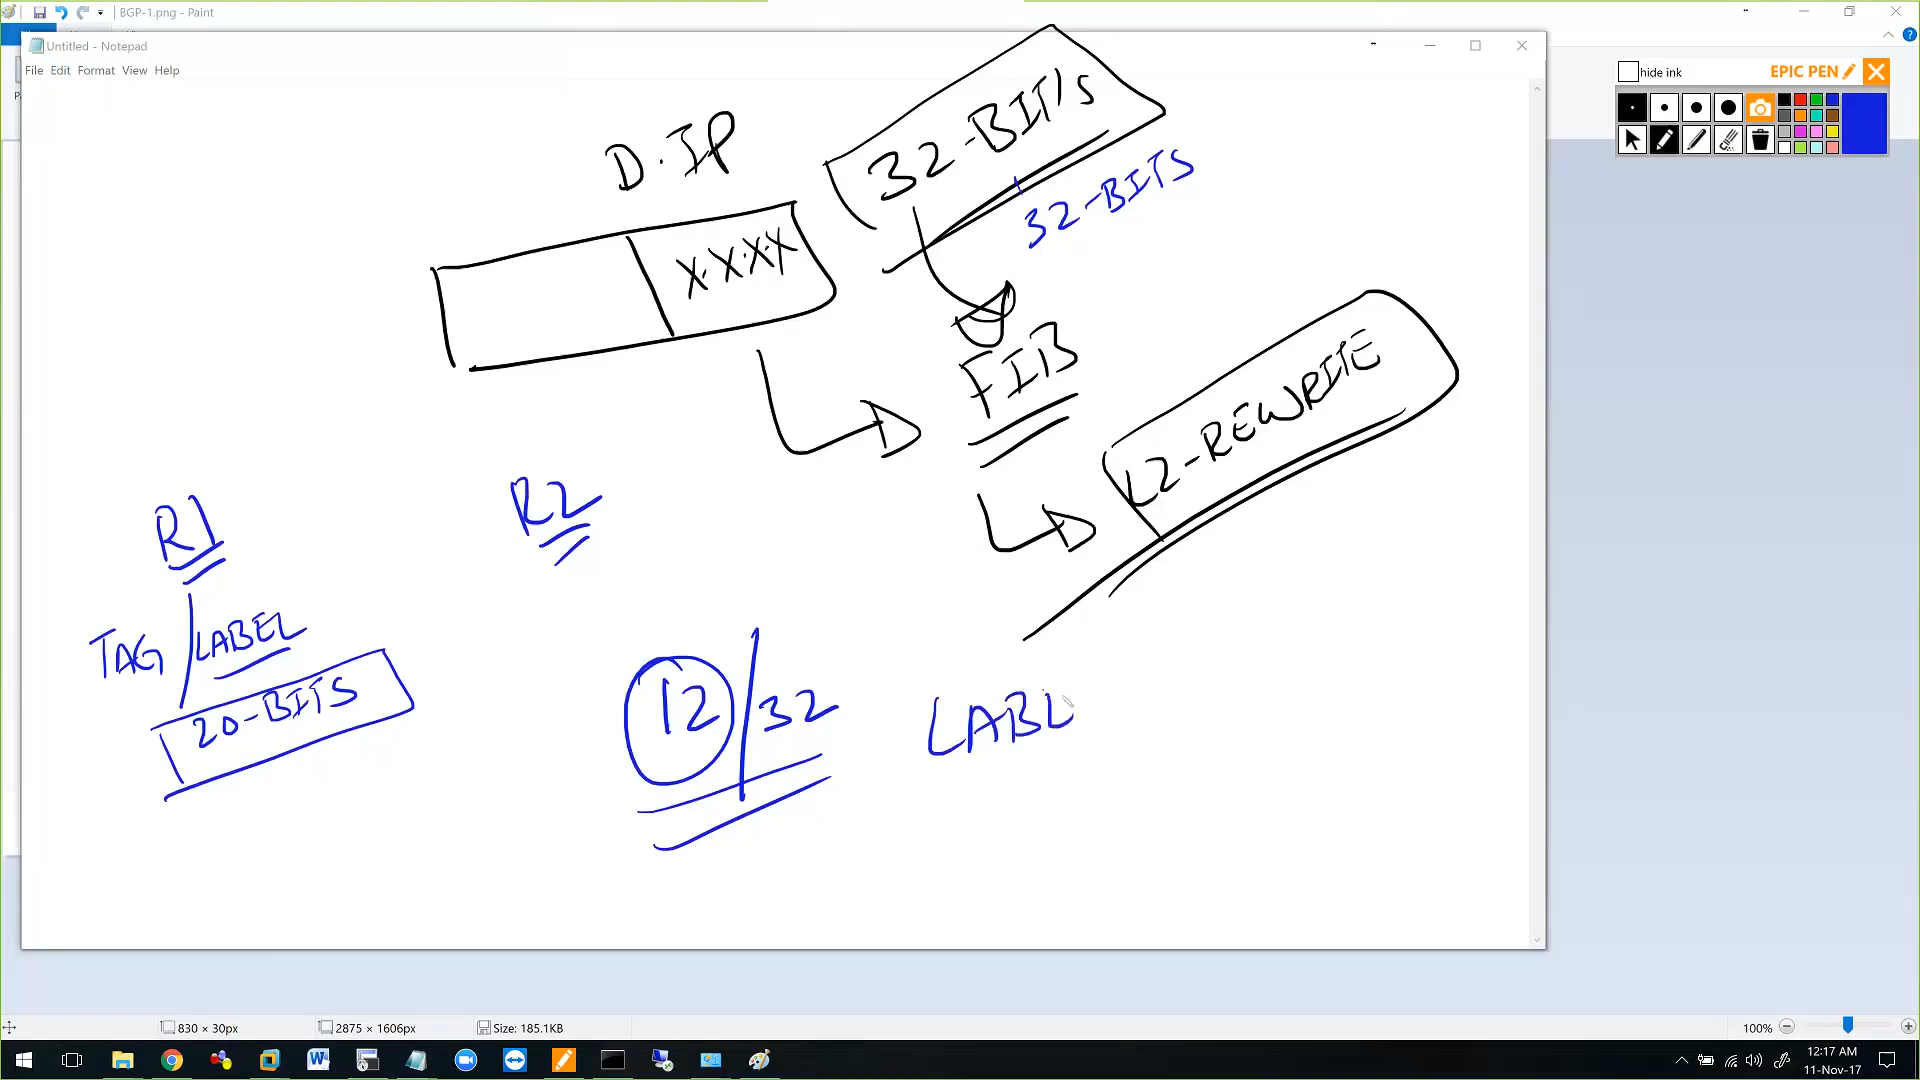 BGP-1.png - Paint
Untitled - Notepad
File Edit Format View Help
hide ink
EPIC PEN
D.IP
32-BIT'S
32-BITS
X.X.X.X
FIB
L2-REWRITE
R1
R2
TAG / LABEL
20-BITS
12 / 32
LABL
830 × 30px
2875 × 1606px
Size: 185.1KB
100%
12:17 AM
11-Nov-17